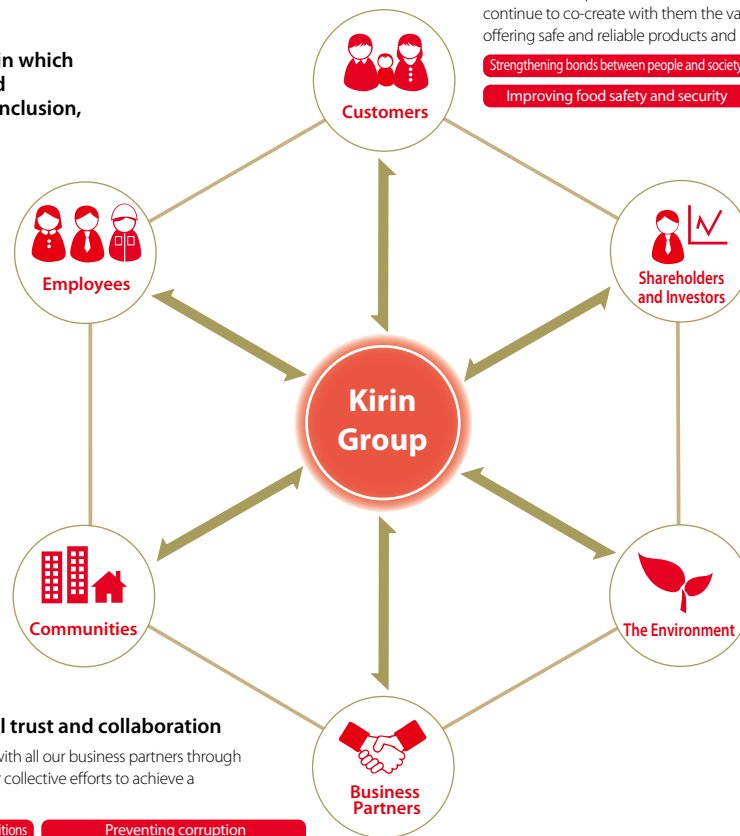 continue to co-create with them the va
offering safe and reliable products and
Strengthening bonds between people and society
Improving food safety and security
in which
nclusion,
Customers
Employees
Shareholders
and Investors
Kirin
Group
Communities
The Environment
l trust and collaboration
with all our business partners through
collective efforts to achieve a
Business
Partners
itions
Preventing corruption